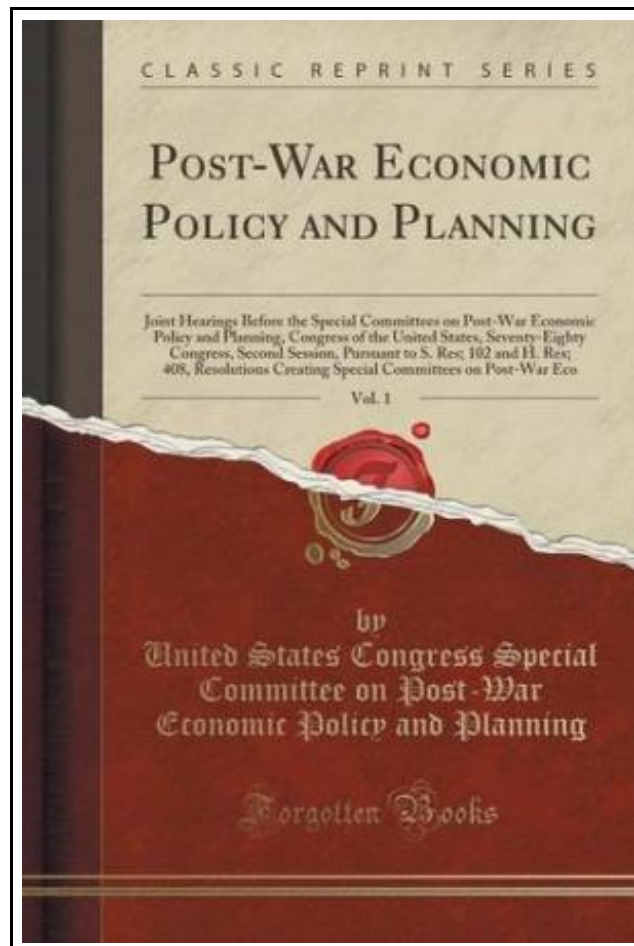 CLASSIC REPRINT SERIES
POST-WAR ECONOMIC
POLICY AND PLANNING
Joist Hearings Before the Special Committees on Post-War Economic
Policy and Planning, Congress of the United States, Seventy-Eighty
Congress, Second Session, Pursuant to S. Res; 102 and H. Res;
408, Resolutions Creating Special Committees on Post-War Eco
Vol. 1
by
United States Congress Special
Committee on Post-War
Economic Policy and Planning
Forgotten Books